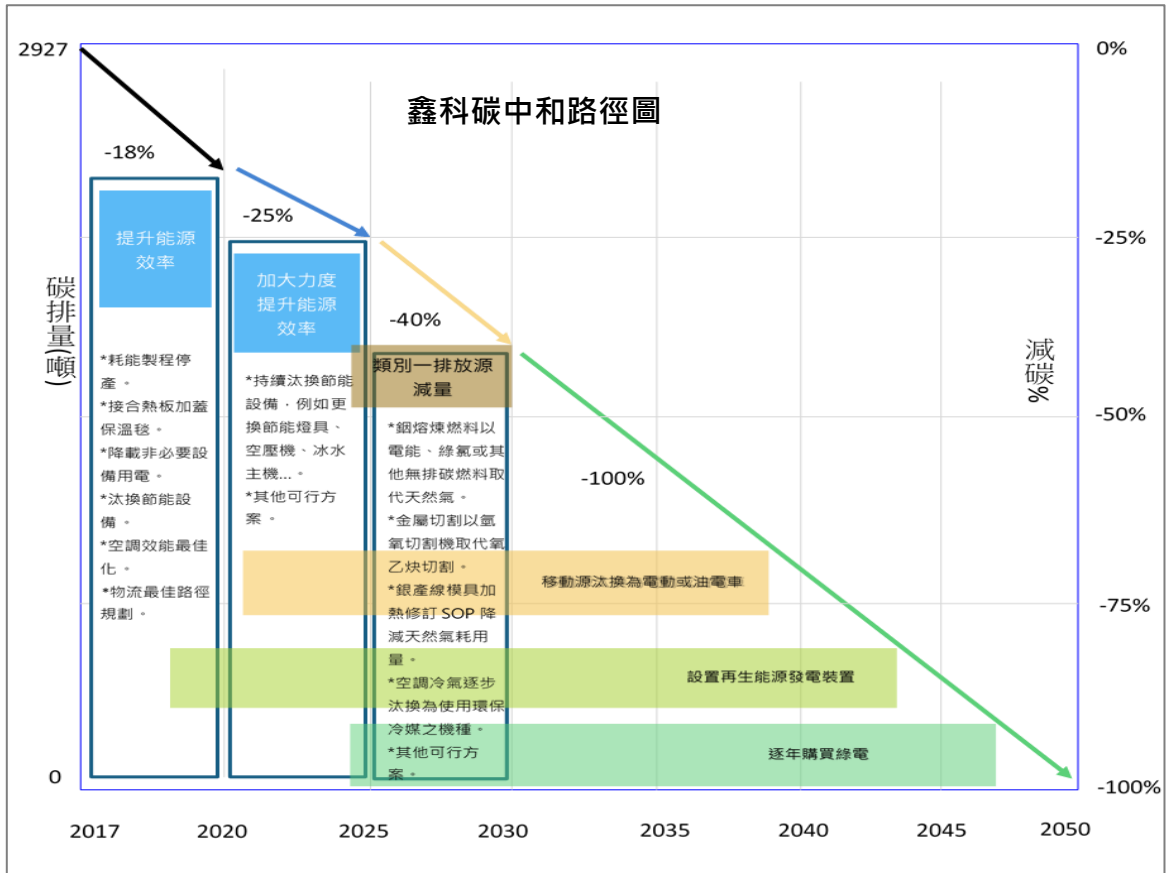 鑫科碳中和路徑圖
2927
0%
-18%
-25%
-40%
-100%
-25%
-50%
-75%
-100%
碳排量(噸)
減碳%
0
提升能源
效率
*耗能製程停
產。
*接合熱板加蓋
保溫毯。
*降載非必要設
備用電。
*汰換節能設
備。
*空調效能最佳
化。
*物流最佳路徑
規劃。
加大力度
提升能源
效率
*持續汰換節能
設備，例如更
換節能燈具、
空壓機、冰水
主機...。
*其他可行方
案。
類別一排放源
減量
*銦熔煉燃料以
電能、綠氫或其
他無排碳燃料取
代天然氣。
*金屬切割以氫
氧切割機取代氧
乙炔切割。
*銀產線模具加
熱修訂 SOP 降
減天然氣耗用
量。
*空調冷氣逐步
汰換為使用環保
冷媒之機種。
*其他可行方
案。
移動源汰換為電動或油電車
設置再生能源發電裝置
逐年購買綠電
2017
2020
2025
2030
2035
2040
2045
2050